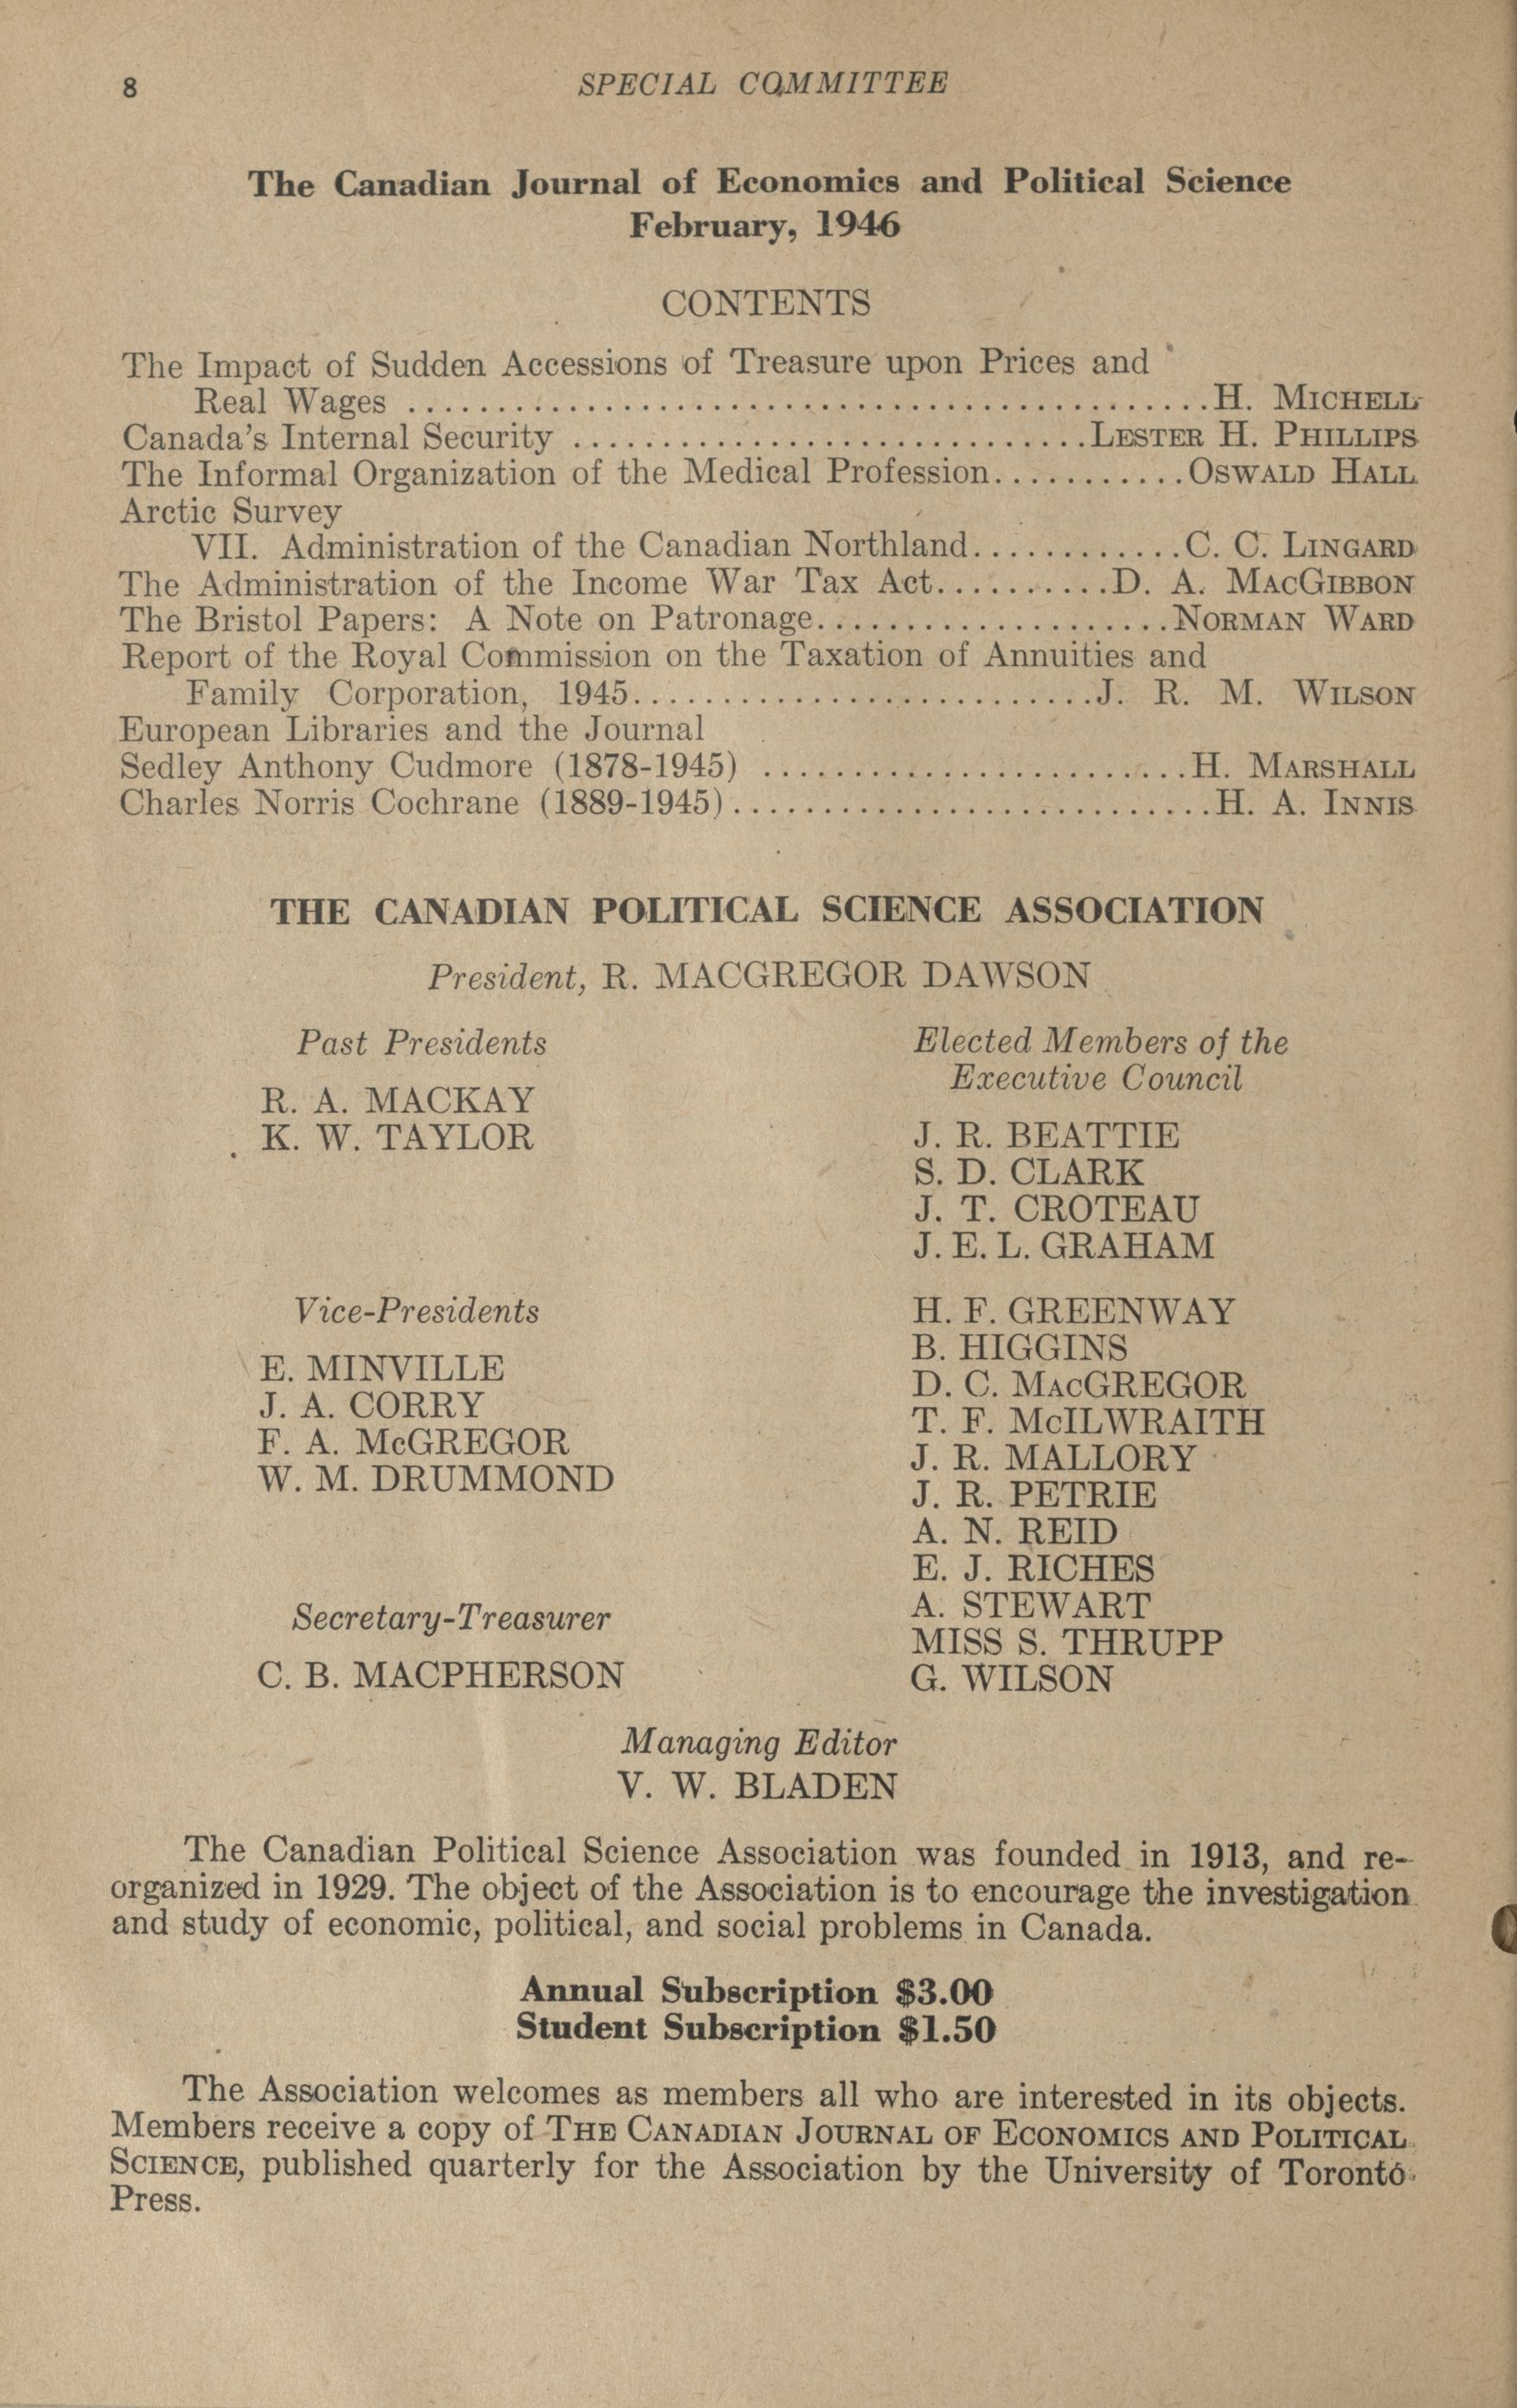 8
SPECIAL COMMITTEE
The Canadian Journal of Economics and Political Science
February, 1946
CONTENTS
The Impact of Sudden Accessions of Treasure upon Prices and
Real Wages ............................................ H. MICHELL
Canada's Internal Security ............................. LESTER H. PHILLIPS
The Informal Organization of the Medical Profession........... OSWALD HALL
Arctic Survey
VII. Administration of the Canadian Northland............ C. C. LINGARD
The Administration of the Income War Tax Act.......... D. A. MACGIBBON
The Bristol Papers: A Note on Patronage.................... NORMAN WARD
Report of the Royal Commission on the Taxation of Annuities and
Family Corporation, 1945.......................... J. R. M. WILSON
European Libraries and the Journal
Sedley Anthony Cudmore (1878-1945) ........................ H. MARSHALL
Charles Norris Cochrane (1889-1945)........................... H. A. INNIS
THE CANADIAN POLITICAL SCIENCE ASSOCIATION
President, R. MACGREGOR DAWSON
Past Presidents
R. A. MACKAY
K. W. TAYLOR
Vice-Presidents
E. MINVILLE
J. A. CORRY
F. A. McGREGOR
W. M. DRUMMOND
Secretary-Treasurer
C. B. MACPHERSON
Elected Members of the
Executive Council
J. R. BEATTIE
S. D. CLARK
J. T. CROTEAU
J. E. L. GRAHAM
H. F. GREENWAY
B. HIGGINS
D. C. MacGREGOR
T. F. McILWRAITH
J. R. MALLORY
J. R. PETRIE
A. N. REID
E. J. RICHES
A. STEWART
MISS S. THRUPP
G. WILSON
Managing Editor
V. W. BLADEN
The Canadian Political Science Association was founded in 1913, and re-
organized in 1929. The object of the Association is to encourage the investigation
and study of economic, political, and social problems in Canada.
Annual Subscription $3.00
Student Subscription $1.50
The Association welcomes as members all who are interested in its objects.
Members receive a copy of THE CANADIAN JOURNAL OF ECONOMICS AND POLITICAL
SCIENCE, published quarterly for the Association by the University of Toronto
Press.